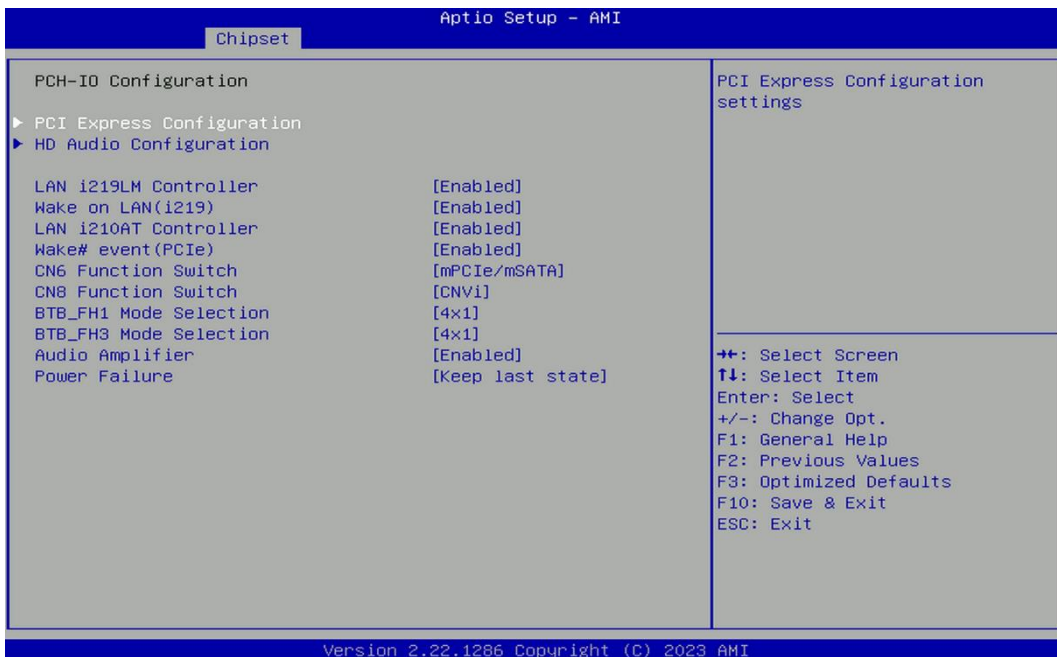 Aptio Setup - AMI
Chipset
PCH-IO Configuration
▶ PCI Express Configuration
▶ HD Audio Configuration
LAN i219LM Controller [Enabled]
Wake on LAN(i219) [Enabled]
LAN i210AT Controller [Enabled]
Wake# event(PCIe) [Enabled]
CN6 Function Switch [mPCIe/mSATA]
CN8 Function Switch [CNVi]
BTB_FH1 Mode Selection [4x1]
BTB_FH3 Mode Selection [4x1]
Audio Amplifier [Enabled]
Power Failure [Keep last state]
PCI Express Configuration
settings
→←: Select Screen
↑↓: Select Item
Enter: Select
+/-: Change Opt.
F1: General Help
F2: Previous Values
F3: Optimized Defaults
F10: Save & Exit
ESC: Exit
Version 2.22.1286 Copyright (C) 2023 AMI